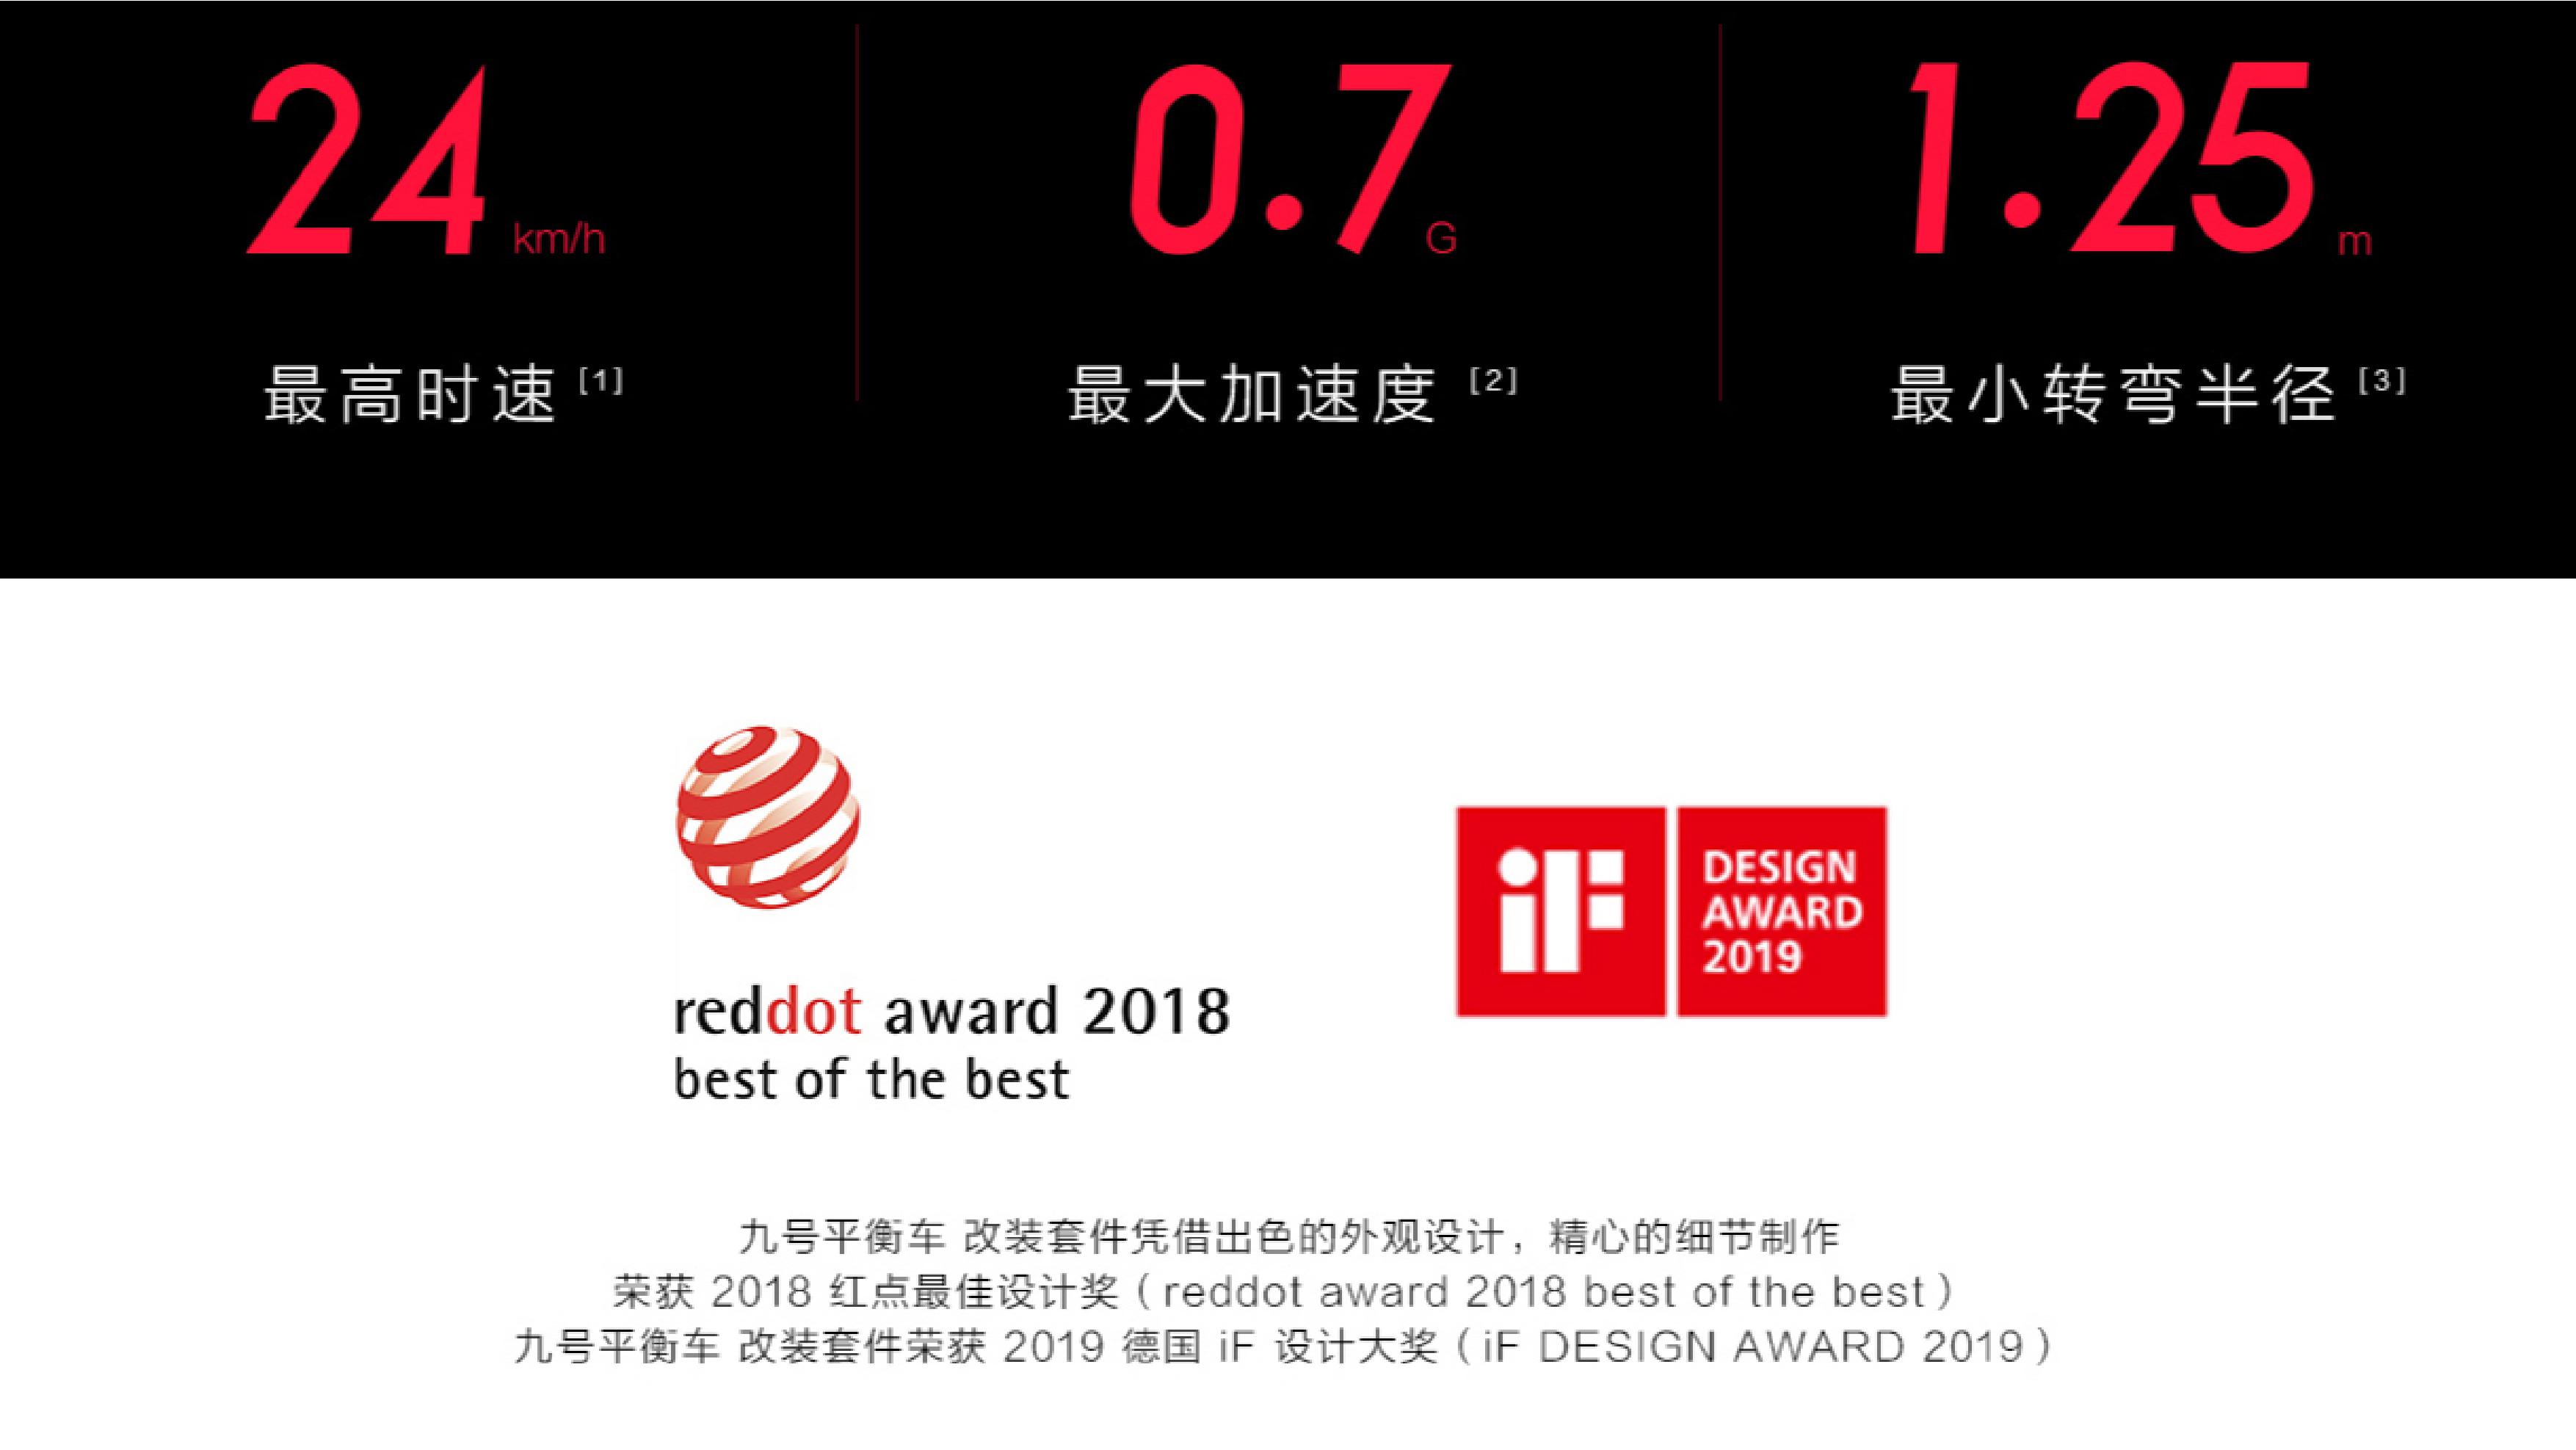 24 km/h
0.7 G
1.25 m
最高时速 [1]
最大加速度 [2]
最小转弯半径 [3]
reddot award 2018
best of the best
iF
DESIGN
AWARD
2019
九号平衡车 改装套件凭借出色的外观设计，精心的细节制作
荣获 2018 红点最佳设计奖（reddot award 2018 best of the best）
九号平衡车 改装套件荣获 2019 德国 iF 设计大奖（iF DESIGN AWARD 2019）